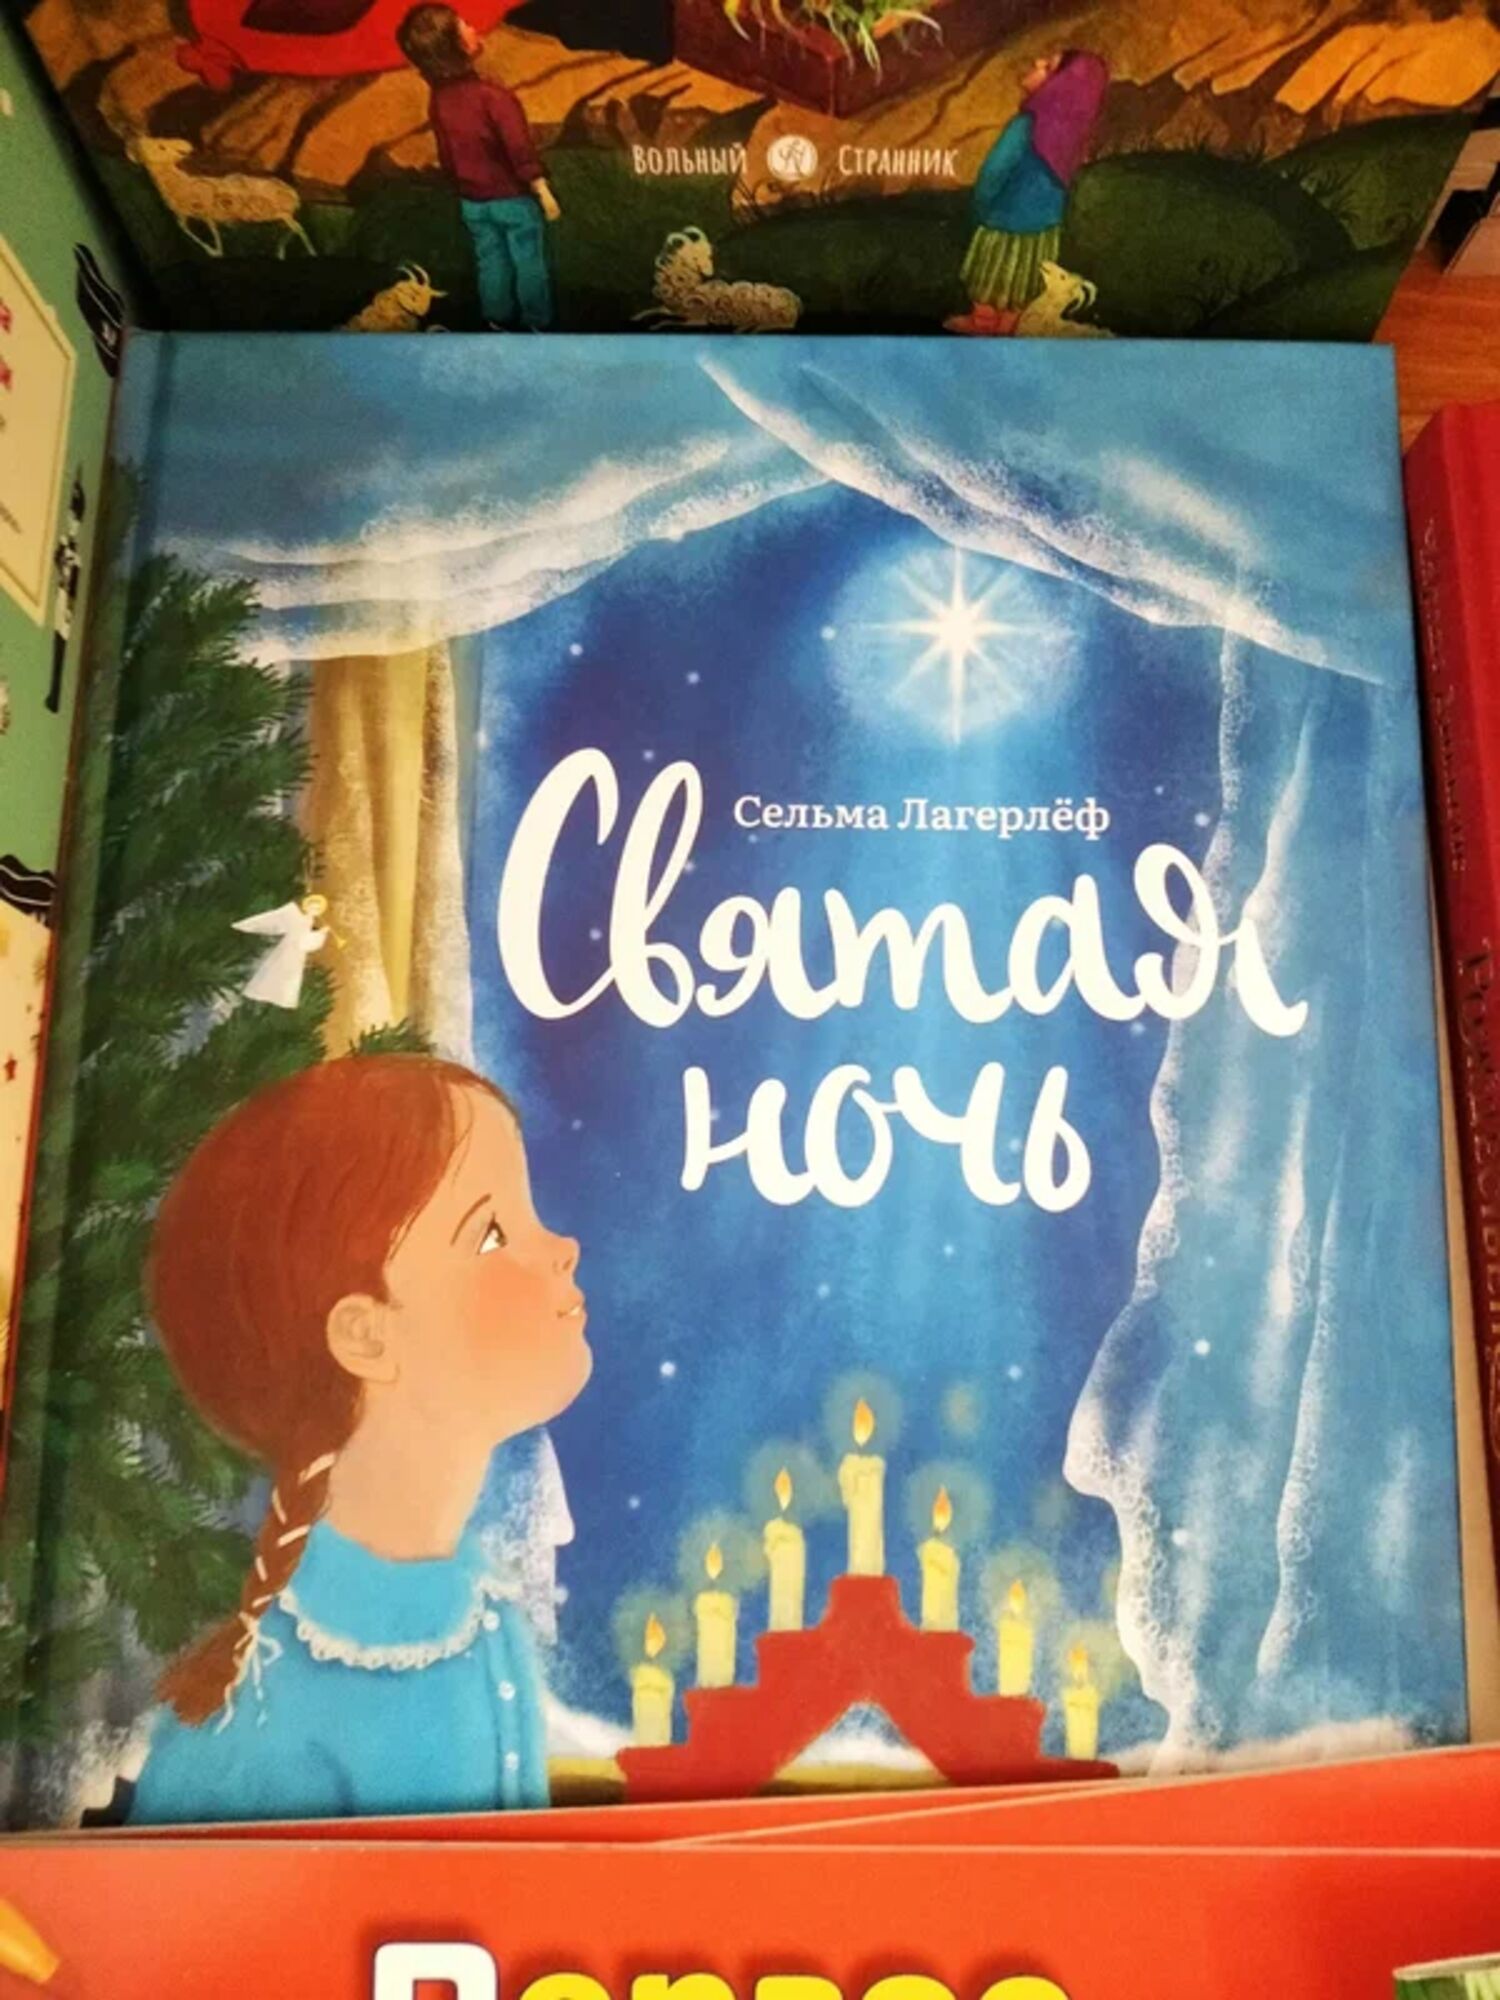 ВОЛЬНЫЙ СТРАННИК
Сельма Лагерлёф
Святая
ночь